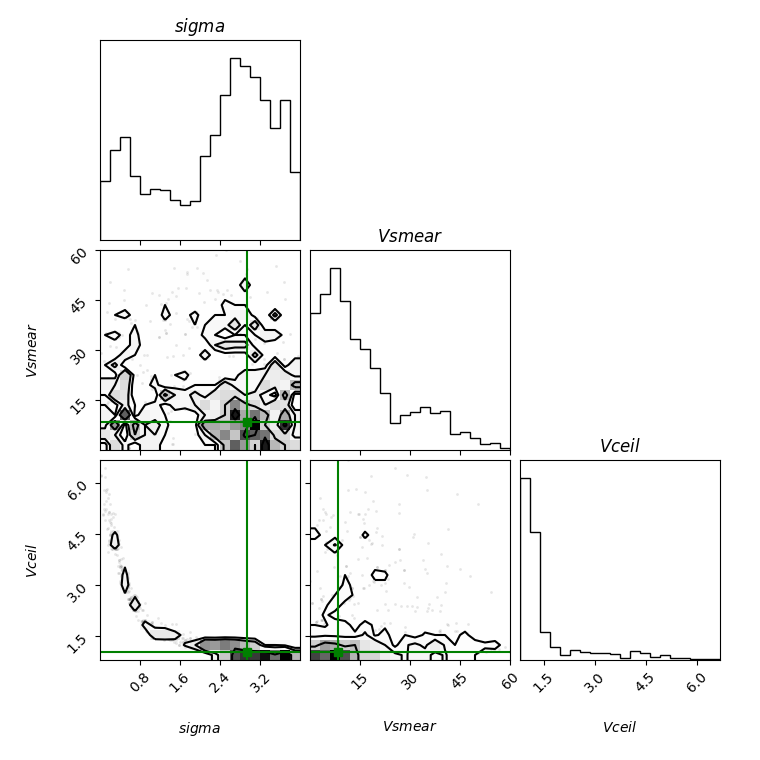 sigma
60
45
30
15
Vsmear
Vsmear
6.0
4.5
3.0
1.5
Vceil
Vceil
0.8 1.6 2.4 3.2
15 30 45 60
1.5 3.0 4.5 6.0
sigma Vsmear Vceil